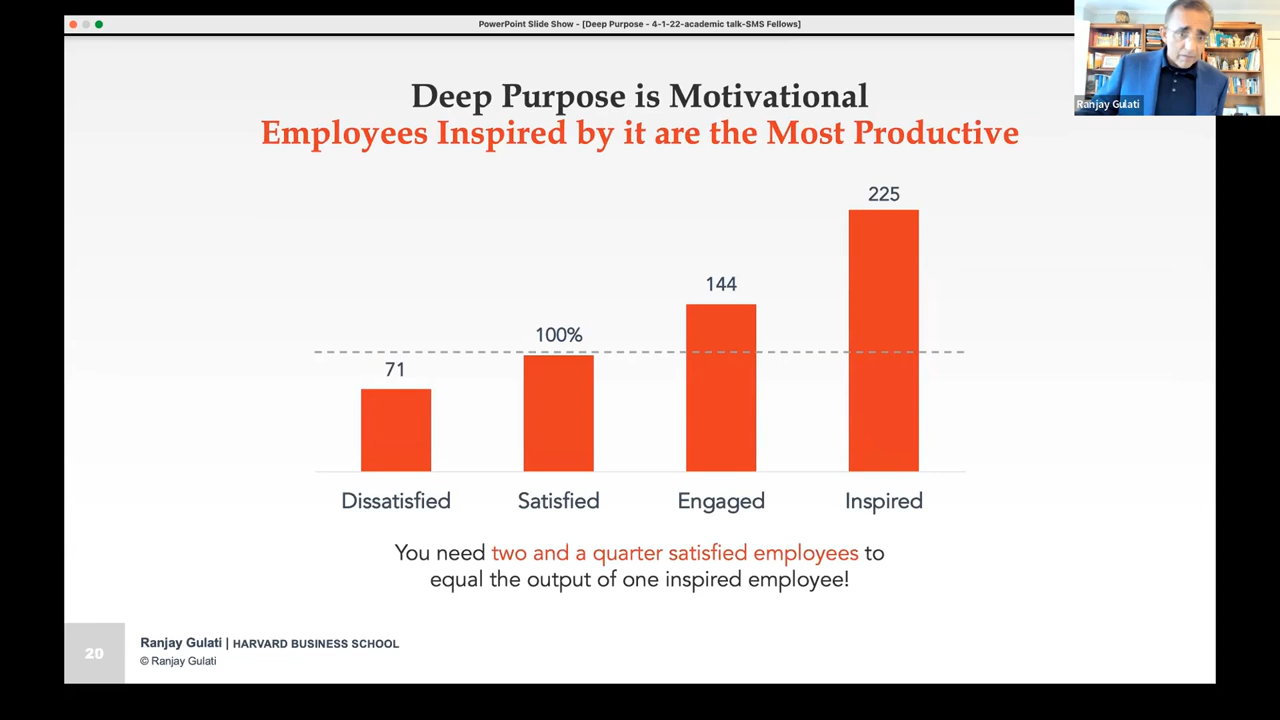 PowerPoint Slide Show - [Deep Purpose - 4-1-22-academic talk-SMS Fellows]
Ranjay Gulati
Deep Purpose is Motivational
Employees Inspired by it are the Most Productive
225
144
100%
71
Dissatisfied
Satisfied
Engaged
Inspired
You need two and a quarter satisfied employees to
equal the output of one inspired employee!
20
Ranjay Gulati | HARVARD BUSINESS SCHOOL
© Ranjay Gulati